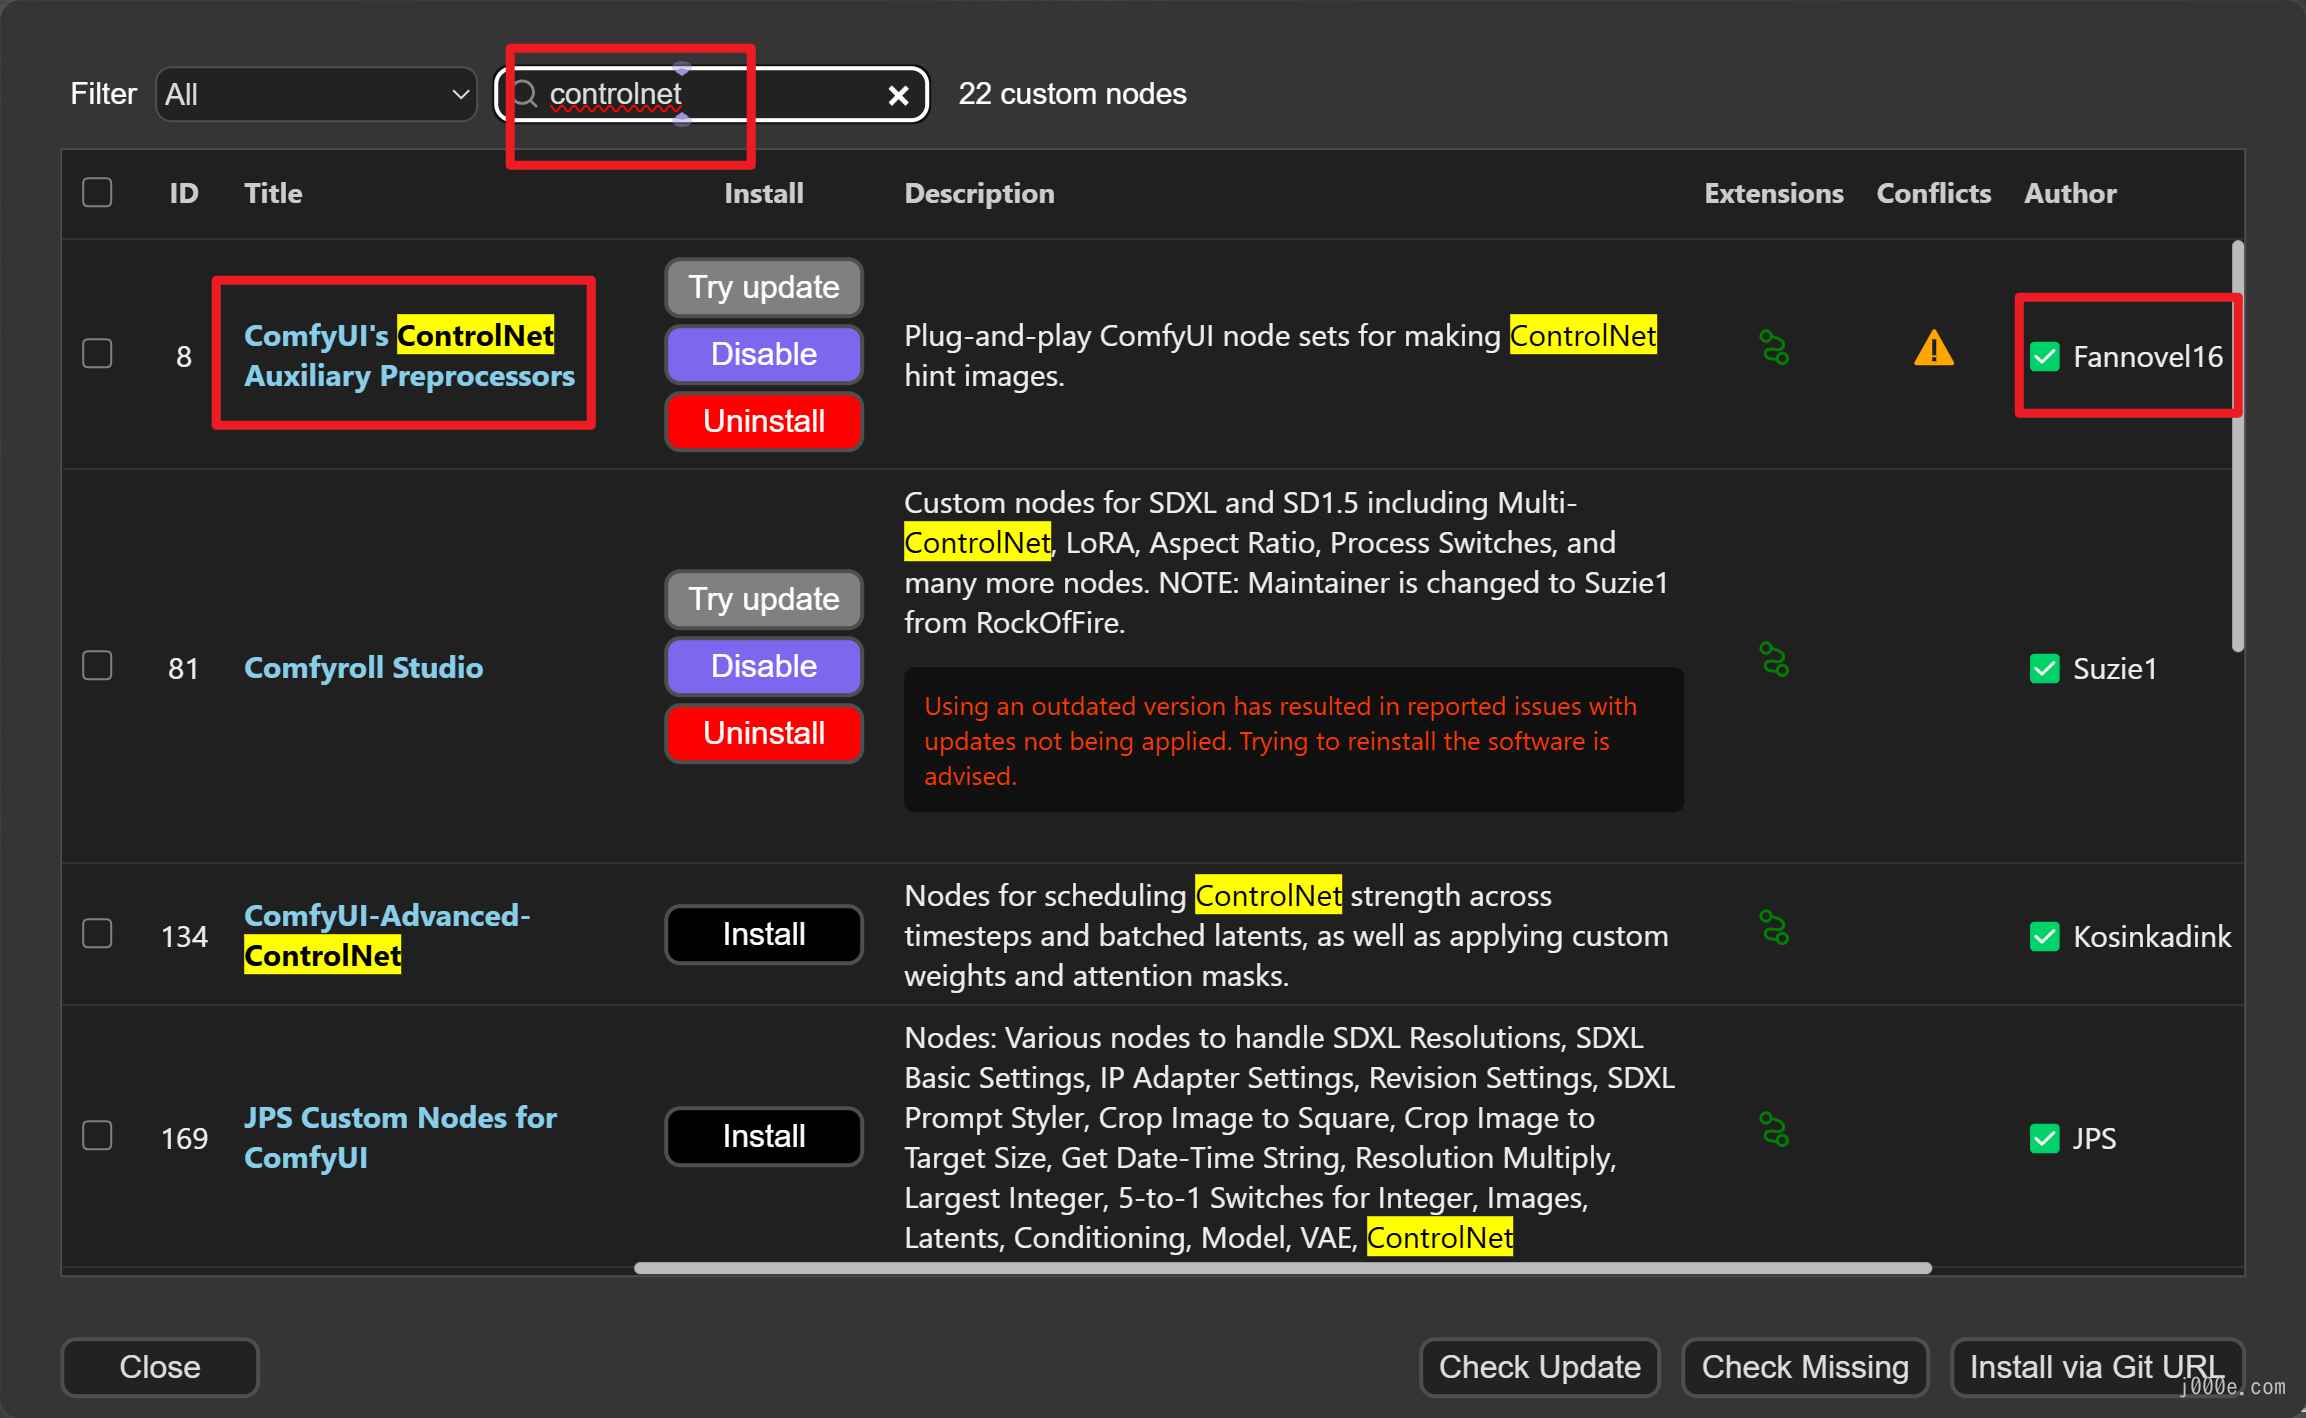 Filter All controlnet 22 custom nodes
ID Title Install Description Extensions Conflicts Author
8
ComfyUI's ControlNet
Auxiliary Preprocessors
Try update
Disable
Uninstall
Plug-and-play ComfyUI node sets for making ControlNet
hint images.
Fannovel16
81
Comfyroll Studio
Try update
Disable
Uninstall
Custom nodes for SDXL and SD1.5 including Multi-
ControlNet, LoRA, Aspect Ratio, Process Switches, and
many more nodes. NOTE: Maintainer is changed to Suzie1
from RockOfFire.
Using an outdated version has resulted in reported issues with
updates not being applied. Trying to reinstall the software is
advised.
Suzie1
134
ComfyUI-Advanced-
ControlNet
Install
Nodes for scheduling ControlNet strength across
timesteps and batched latents, as well as applying custom
weights and attention masks.
Kosinkadink
169
JPS Custom Nodes for
ComfyUI
Install
Nodes: Various nodes to handle SDXL Resolutions, SDXL
Basic Settings, IP Adapter Settings, Revision Settings, SDXL
Prompt Styler, Crop Image to Square, Crop Image to
Target Size, Get Date-Time String, Resolution Multiply,
Largest Integer, 5-to-1 Switches for Integer, Images,
Latents, Conditioning, Model, VAE, ControlNet
JPS
Close Check Update Check Missing Install via Git URL
j000e.com